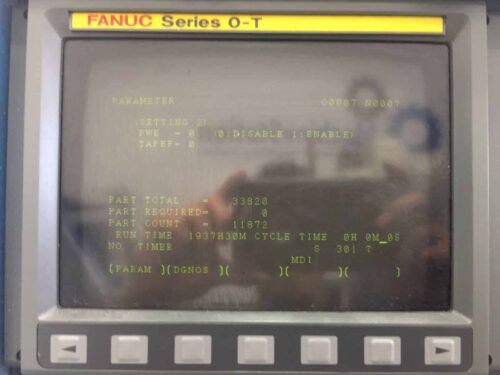 FANUC Series O-T
PARAMETER O0007 N0007
(SETTING 2)
PWE = 0 (0:DISABLE 1:ENABLE)
TAPEF= 0
PART TOTAL = 33820
PART REQUIRED= 0
PART COUNT = 11872
RUN TIME 1937H30M CYCLE TIME 0H 0M 0S
NO. TIMER S 301 T
MDI
(PARAM )(DGNOS )( )( )( )